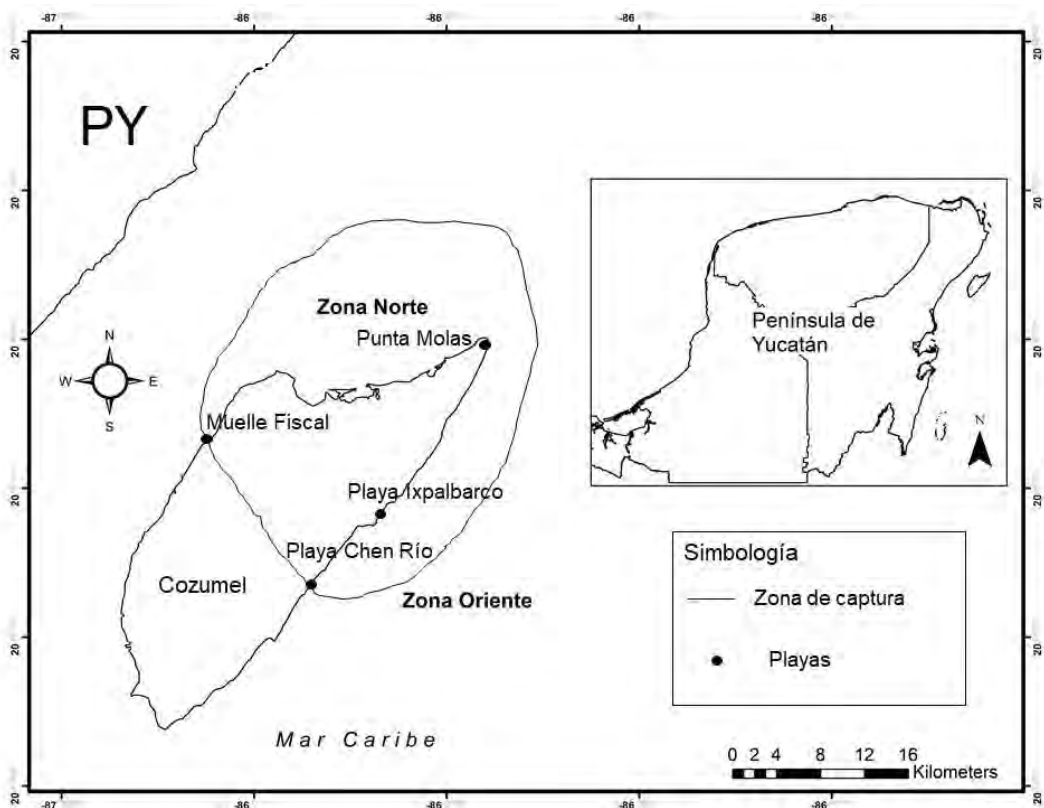 -87
-86
-86
-86
-86
20
20
PY
20
20
Zona Norte
Punta Molas
20
20
Península de
Yucatán
N
W
E
S
Muelle Fiscal
N
Playa Ixpalbarco
20
20
Playa Chen Río
Simbología
Cozumel
Zona Oriente
Zona de captura
20
20
Playas
Mar Caribe
0 2 4 8 12 16
Kilometers
20
20
-87
-86
-86
-86
-86